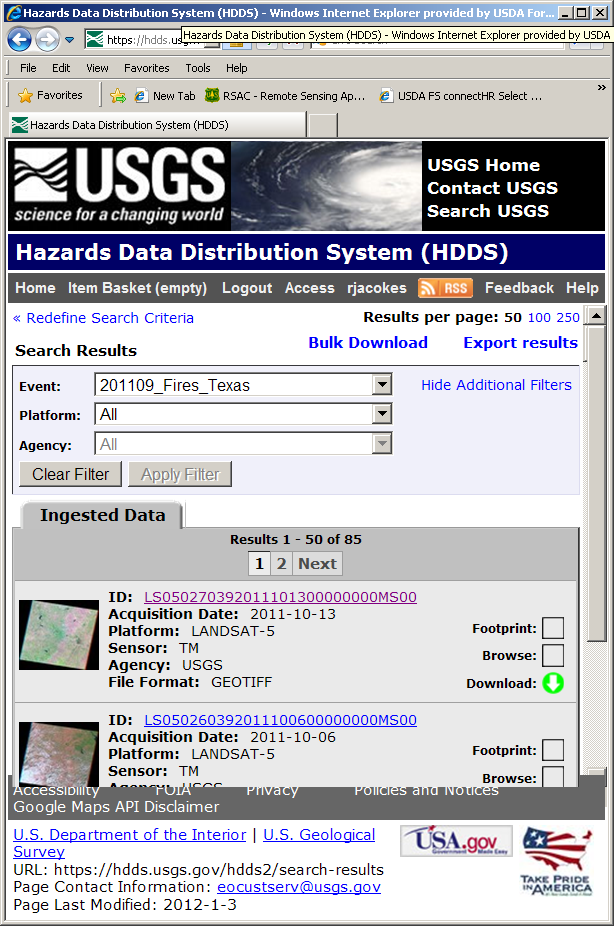 Hazards Data Distribution System (HDDS) - Windows Internet Explorer provided by USDA For...
https://hdds.usg
Hazards Data Distribution System (HDDS) - Windows Internet Explorer provided by USDA
File Edit View Favorites Tools Help
Favorites New Tab RSAC - Remote Sensing Ap... USDA FS connectHR Select ... »
Hazards Data Distribution System (HDDS)
USGS
science for a changing world
USGS Home
Contact USGS
Search USGS
Hazards Data Distribution System (HDDS)
Home Item Basket (empty) Logout Access rjacokes RSS Feedback Help
« Redefine Search Criteria Results per page: 50 100 250
Search Results Bulk Download Export results
Event: 201109_Fires_Texas Hide Additional Filters
Platform: All
Agency: All
Clear Filter Apply Filter
Ingested Data
Results 1 - 50 of 85
1 2 Next
ID: LS050270392011101300000000MS00
Acquisition Date: 2011-10-13
Platform: LANDSAT-5
Sensor: TM
Agency: USGS
File Format: GEOTIFF
Footprint:
Browse:
Download:
ID: LS05026039201110060000000MS00
Acquisition Date: 2011-10-06
Platform: LANDSAT-5
Sensor: TM
Agency: USGS
Footprint:
Browse:
Accessibility FOIA Privacy Policies and Notices
Google Maps API Disclaimer
U.S. Department of the Interior | U.S. Geological
Survey
URL: https://hdds.usgs.gov/hdds2/search-results
Page Contact Information: eocustserv@usgs.gov
Page Last Modified: 2012-1-3
USA.gov
Government Made Easy
TAKE PRIDE
IN AMERICA